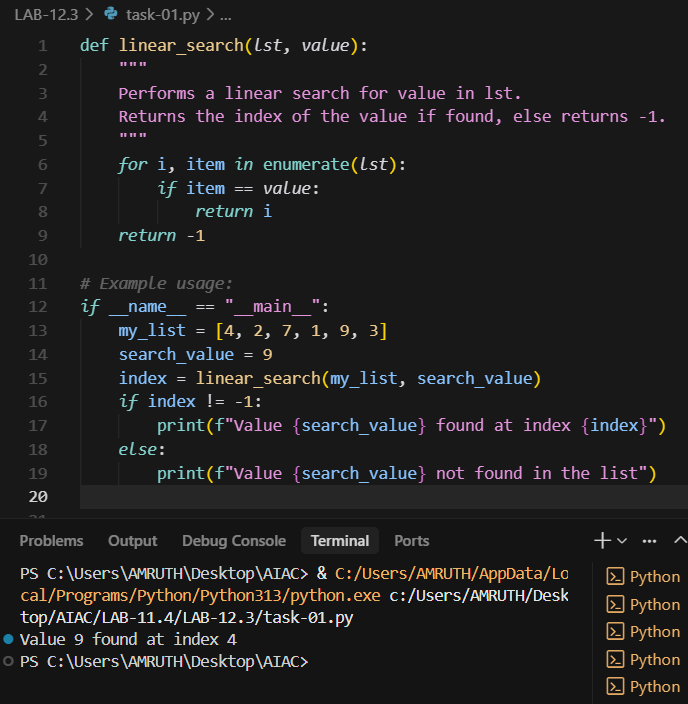 LAB-12.3 > task-01.py > ...
1 def linear_search(lst, value):
2     """
3     Performs a linear search for value in lst.
4     Returns the index of the value if found, else returns -1.
5     """
6     for i, item in enumerate(lst):
7         if item == value:
8             return i
9     return -1
10
11 # Example usage:
12 if __name__ == "__main__":
13     my_list = [4, 2, 7, 1, 9, 3]
14     search_value = 9
15     index = linear_search(my_list, search_value)
16     if index != -1:
17         print(f"Value {search_value} found at index {index}")
18     else:
19         print(f"Value {search_value} not found in the list")
20
Problems Output Debug Console Terminal Ports
PS C:\Users\AMRUTH\Desktop\AIAC> & C:/Users/AMRUTH/AppData/Lo
cal/Programs/Python/Python313/python.exe c:/Users/AMRUTH/Desk
top/AIAC/LAB-11.4/LAB-12.3/task-01.py
Value 9 found at index 4
PS C:\Users\AMRUTH\Desktop\AIAC>
Python
Python
Python
Python
Python